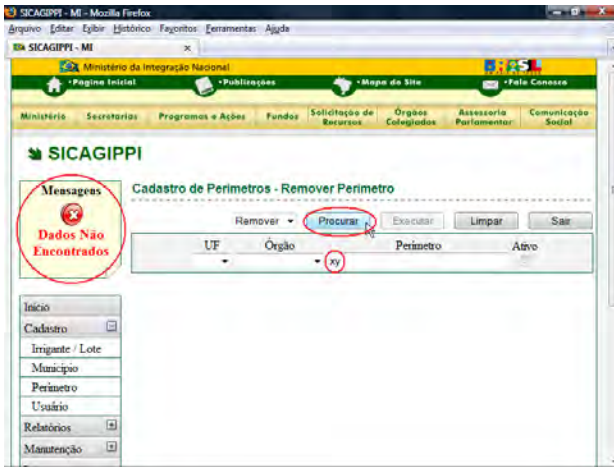 SICAGIPPI - MI - Mozilla Firefox
Arquivo Editar Exibir Histórico Favoritos Ferramentas Ajuda
SICAGIPPI - MI
Ministério da Integração Nacional
Pagina Inicial Publicações Mapa do Site Fale Conosco
Ministério Secretarias Programas e Ações Fundos Solicitação de Recursos Órgãos Colegiados Assessoria Parlamentar Comunicação Social
SICAGIPPI
Mensagens
Dados Não
Encontrados
Cadastro de Perimetros - Remover Perimetro
Remover Procurar Executar Limpar Sair
UF Órgão Perimetro Ativo
xy
Início
Cadastro
Irrigante / Lote
Município
Perimetro
Usuário
Relatórios
Manutenção